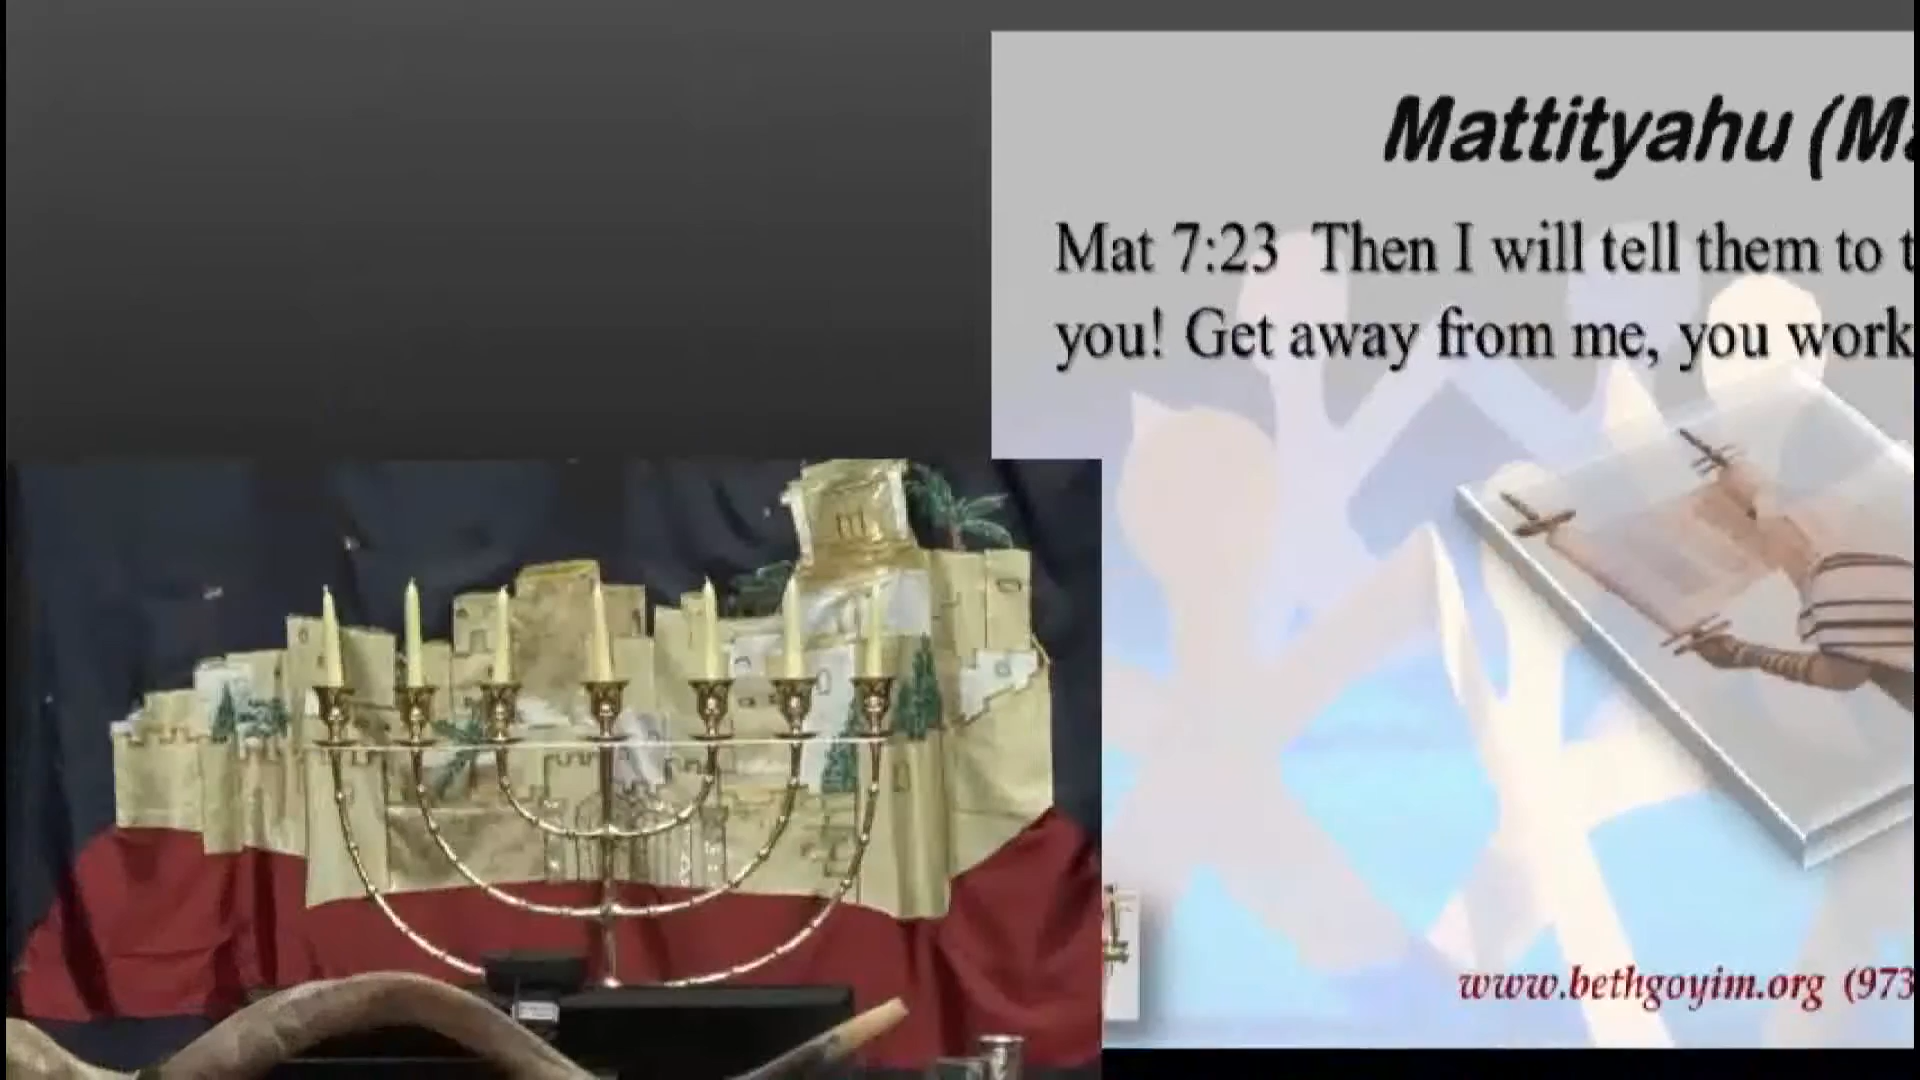 Mattityahu (Ma
Mat 7:23 Then I will tell them to t
you! Get away from me, you work
www.bethgoyim.org (973